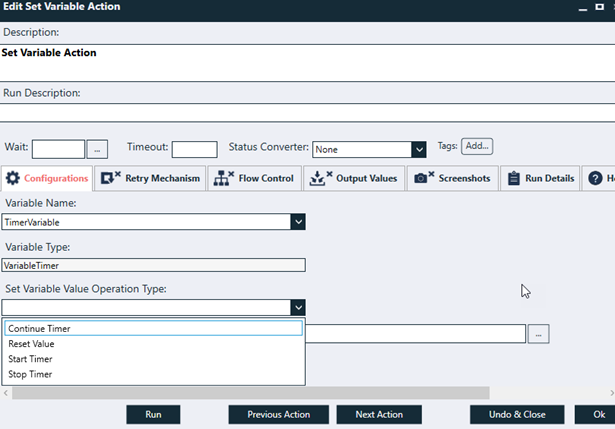 Edit Set Variable Action
Description:
Set Variable Action
Run Description:
Wait: ... Timeout: Status Converter: None Tags: Add...
Configurations Retry Mechanism Flow Control Output Values Screenshots Run Details
Variable Name:
TimerVariable
Variable Type:
VariableTimer
Set Variable Value Operation Type:
Continue Timer
...
Reset Value
Start Timer
Stop Timer
Run Previous Action Next Action Undo & Close Ok